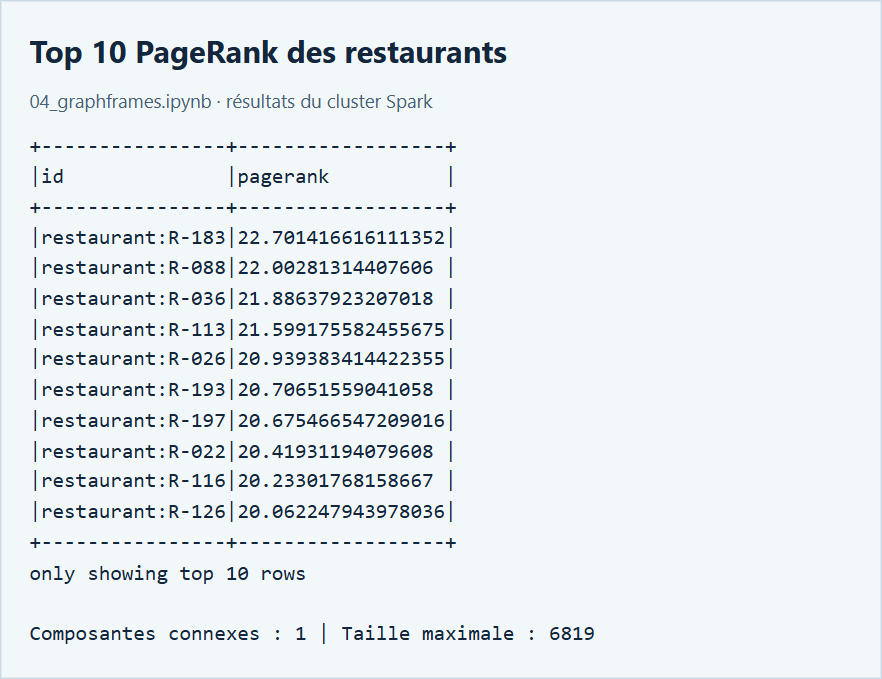 Top 10 PageRank des restaurants
04_graphframes.ipynb · résultats du cluster Spark
+----------------+------------------+
|id              |pagerank          |
+----------------+------------------+
|restaurant:R-183|22.701416616111352|
|restaurant:R-088|22.00281314407606 |
|restaurant:R-036|21.88637923207018 |
|restaurant:R-113|21.599175582455675|
|restaurant:R-026|20.939383414422355|
|restaurant:R-193|20.70651559041058 |
|restaurant:R-197|20.675466547209016|
|restaurant:R-022|20.41931194079608 |
|restaurant:R-116|20.23301768158667 |
|restaurant:R-126|20.062247943978036|
+----------------+------------------+
only showing top 10 rows
Composantes connexes : 1 | Taille maximale : 6819